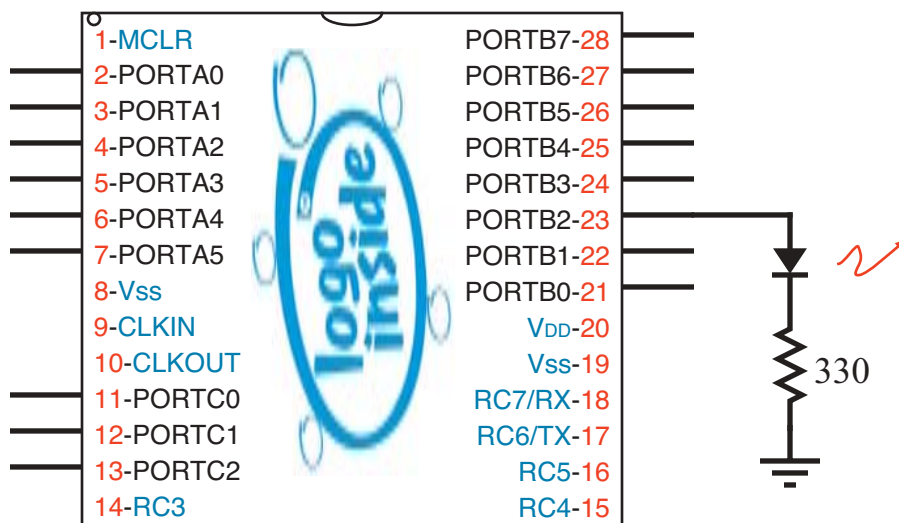 1-MCLR
2-PORTA0
3-PORTA1
4-PORTA2
5-PORTA3
6-PORTA4
7-PORTA5
8-Vss
9-CLKIN
10-CLKOUT
11-PORTC0
12-PORTC1
13-PORTC2
14-RC3
logo
inside
PORTB7-28
PORTB6-27
PORTB5-26
PORTB4-25
PORTB3-24
PORTB2-23
PORTB1-22
PORTB0-21
VDD-20
Vss-19
RC7/RX-18
RC6/TX-17
RC5-16
RC4-15
330